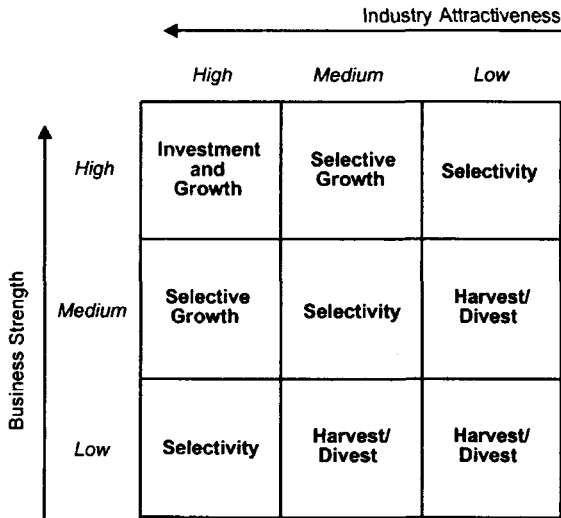 Industry Attractiveness
High
Medium
Low
Business Strength
High
Investment
and
Growth
Selective
Growth
Selectivity
Medium
Selective
Growth
Selectivity
Harvest/
Divest
Low
Selectivity
Harvest/
Divest
Harvest/
Divest